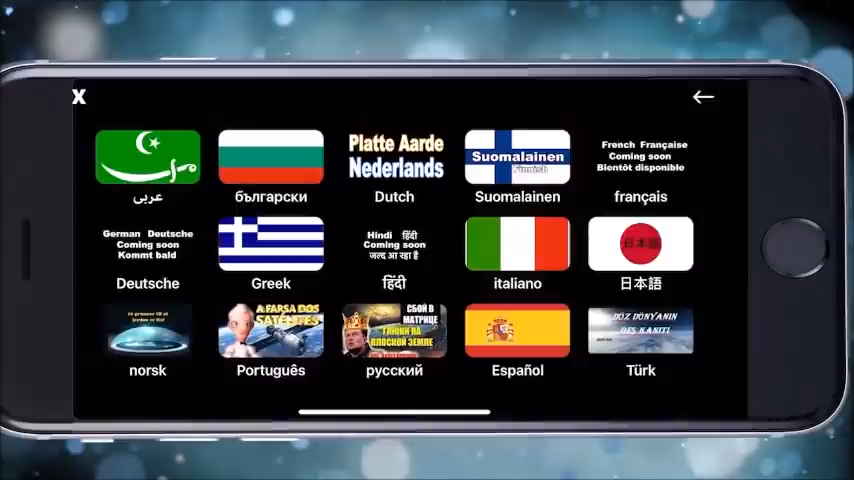 X
عربى
български
Platte Aarde
Nederlands
Dutch
Suomalainen
Finnish
Suomalainen
French Française
Coming soon
Bientôt disponible
français
German Deutsche
Coming soon
Kommt bald
Deutsche
Greek
Hindi हिंदी
Coming soon
जल्द आ रहा है
हिंदी
italiano
日本語
日本語
norsk
A FARSA DOS
SATÉLITES
Português
СБОЙ В
МАТРИЦЕ
ГЛЮКИ НА
ПЛОСКОЙ ЗЕМЛЕ
русский
Español
DÜZ DÜNYANIN
Türk